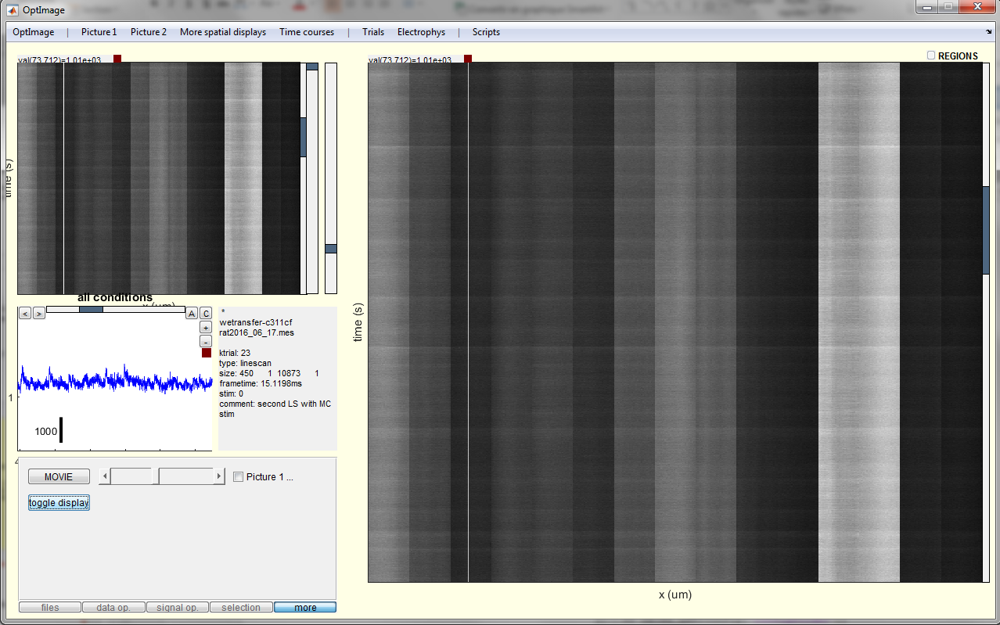 OptImage
OptImage | Picture 1 Picture 2 More spatial displays Time courses | Trials Electrophys | Scripts
val(73,712)=1.01e+03
val(73,712)=1.01e+03
REGIONS
time (s)
x (um)
all conditions
< > A C
+
-
1
1000
*
wetransfer-c311cf
rat2016_06_17.mes
ktrial: 23
type: linescan
size: 450 1 10873 1
frametime: 15.1198ms
stim: 0
comment: second LS with MC
stim
time (s)
x (um)
MOVIE
Picture 1 ...
toggle display
files data op. signal op. selection more